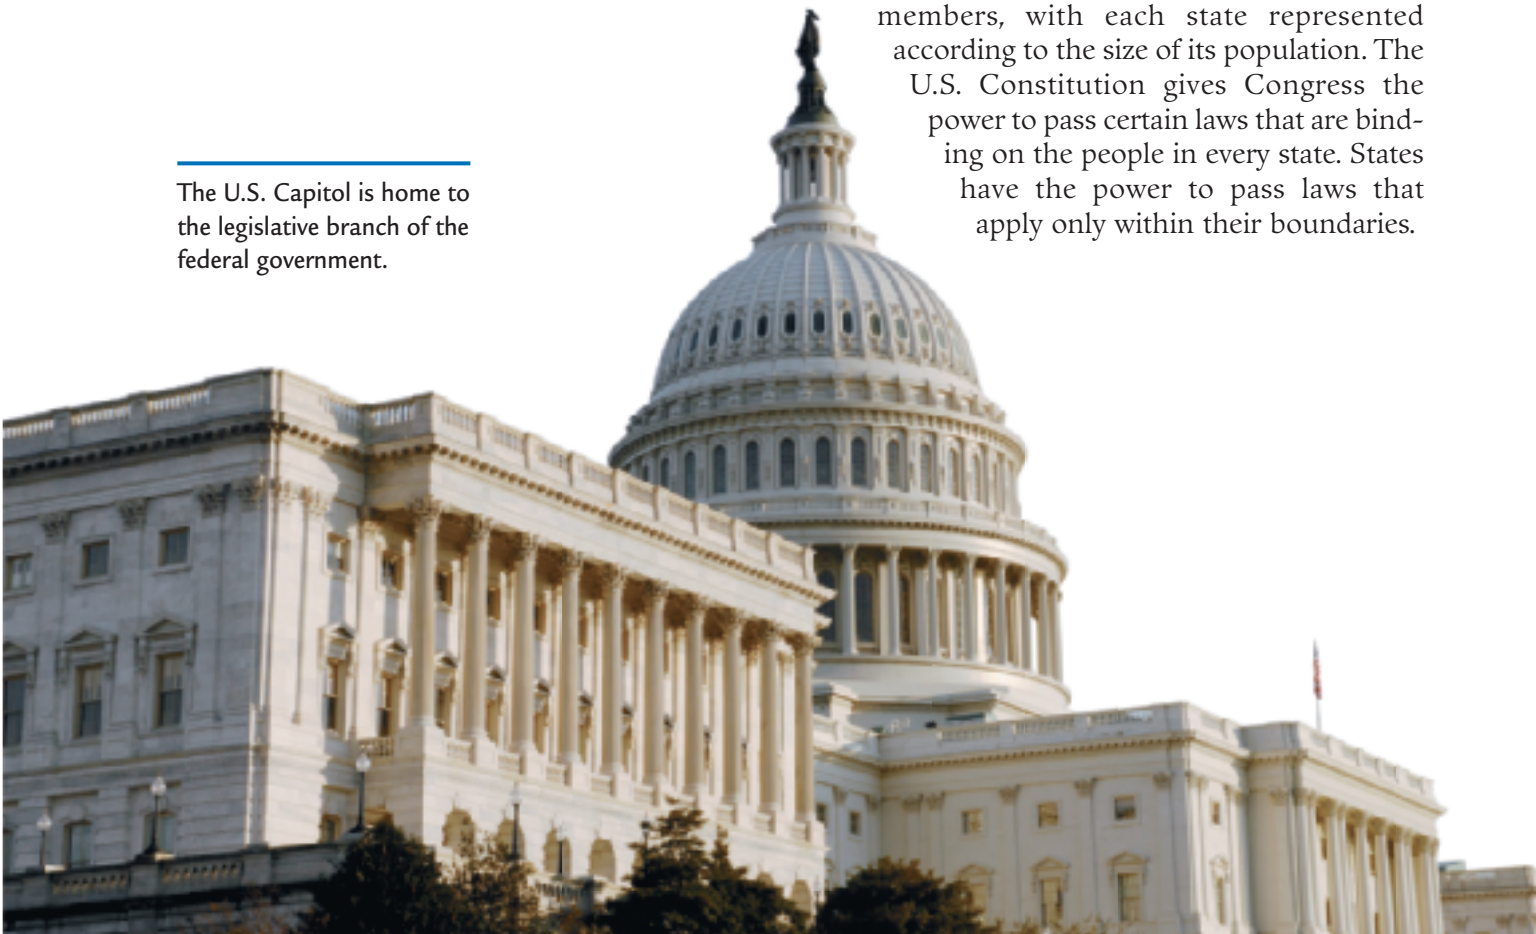 members, with each state represented
according to the size of its population. The
U.S. Constitution gives Congress the
power to pass certain laws that are bind-
ing on the people in every state. States
have the power to pass laws that
apply only within their boundaries.
The U.S. Capitol is home to
the legislative branch of the
federal government.